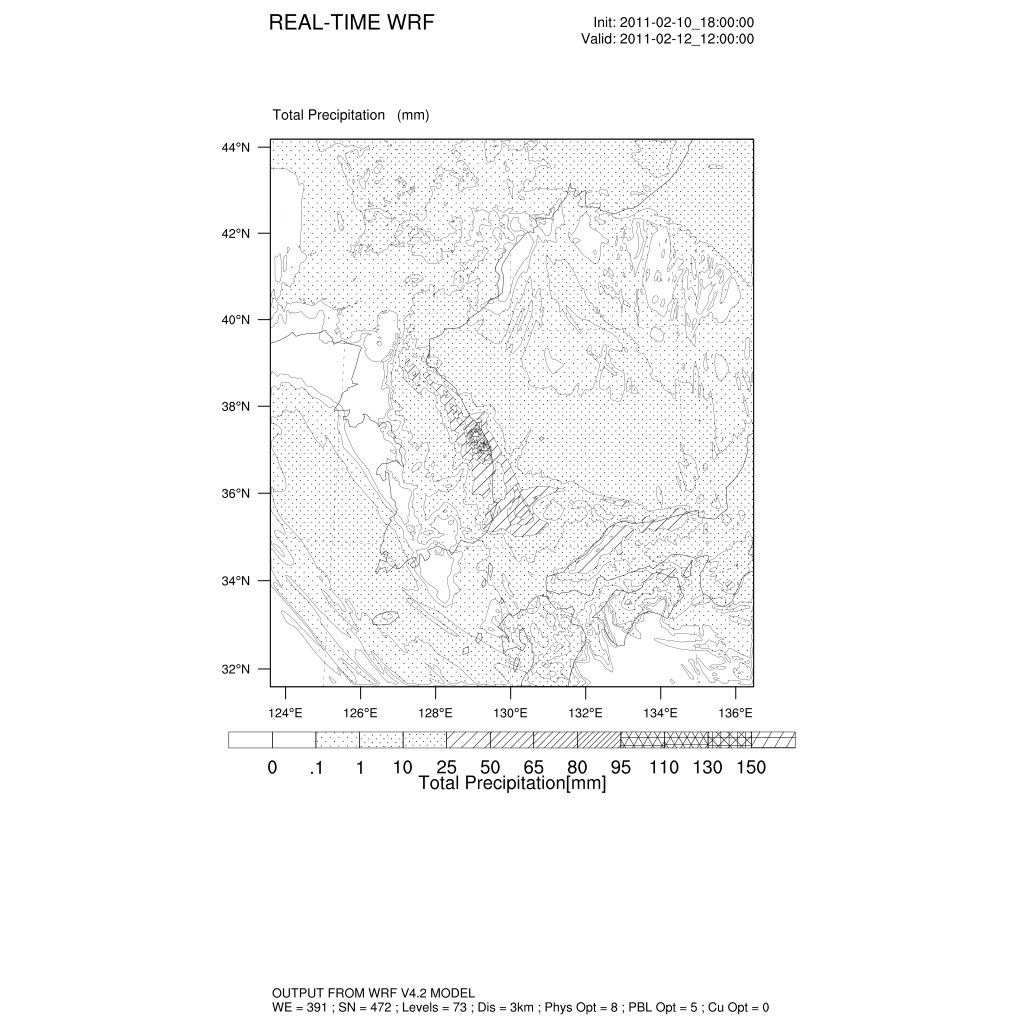 REAL-TIME WRF
Init: 2011-02-10_18:00:00
Valid: 2011-02-12_12:00:00
Total Precipitation (mm)
44°N
42°N
40°N
38°N
36°N
34°N
32°N
124°E 126°E 128°E 130°E 132°E 134°E 136°E
0 .1 1 10 25 50 65 80 95 110 130 150
Total Precipitation[mm]
OUTPUT FROM WRF V4.2 MODEL
WE = 391 ; SN = 472 ; Levels = 73 ; Dis = 3km ; Phys Opt = 8 ; PBL Opt = 5 ; Cu Opt = 0